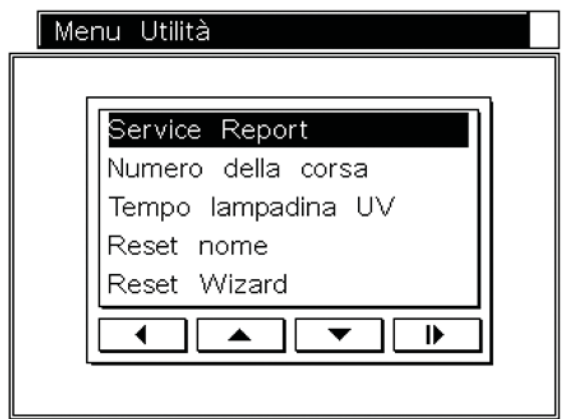 Menu Utilità
Service Report
Numero della corsa
Tempo lampadina UV
Reset nome
Reset Wizard